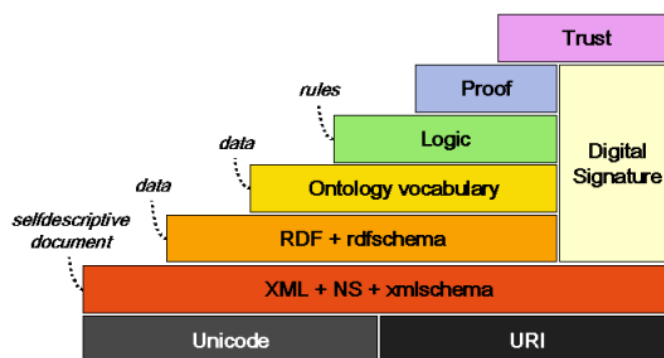 Trust
Proof
rules
Logic
Digital
Signature
data
Ontology vocabulary
data
RDF + rdfschema
selfdescriptive
document
XML + NS + xmlschema
Unicode
URI